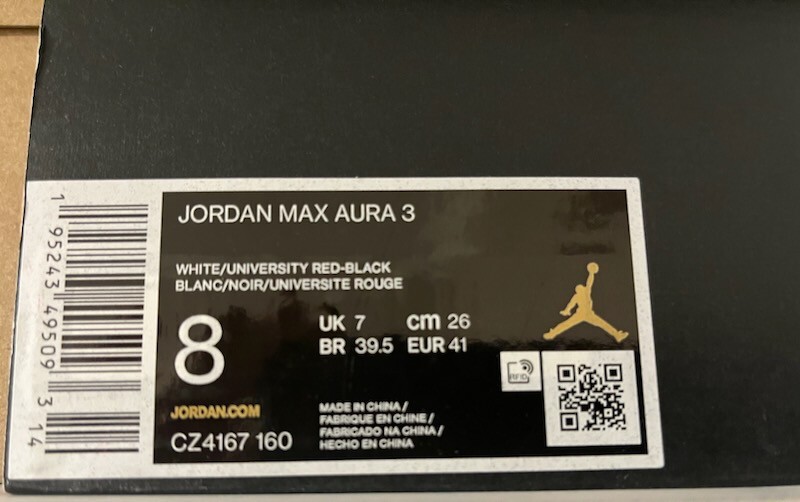 JORDAN MAX AURA 3
WHITE/UNIVERSITY RED-BLACK
BLANC/NOIR/UNIVERSITE ROUGE
8
UK 7 cm 26
BR 39.5 EUR 41
RFID
JORDAN.COM
CZ4167 160
MADE IN CHINA /
FABRIQUE EN CHINE /
FABRICADO NA CHINA /
HECHO EN CHINA
1 95243 49509 3 14